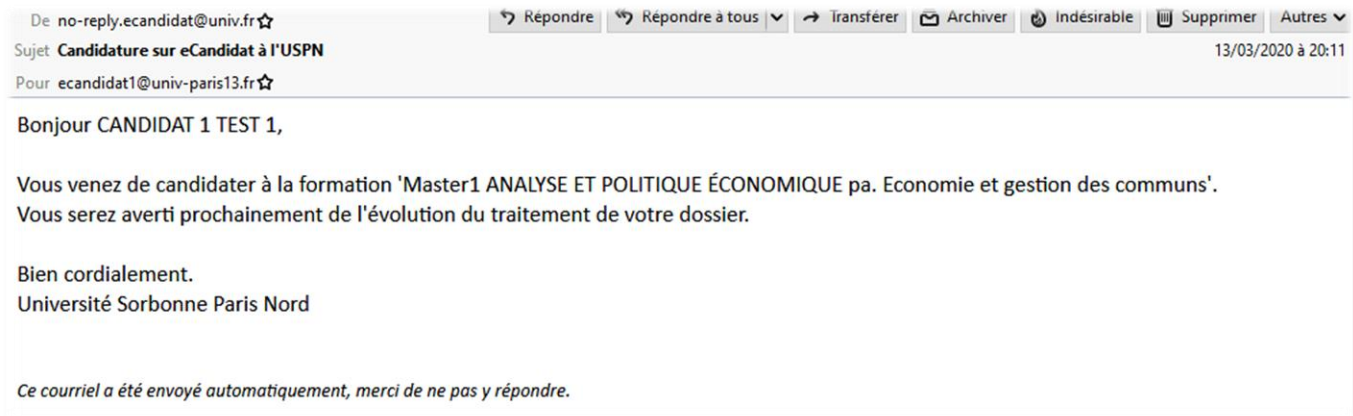 De no-reply.ecandidat@univ.fr
Répondre Répondre à tous Transférer Archiver Indésirable Supprimer Autres
Sujet Candidature sur eCandidat à l'USPN
13/03/2020 à 20:11
Pour ecandidat1@univ-paris13.fr
Bonjour CANDIDAT 1 TEST 1,
Vous venez de candidater à la formation 'Master1 ANALYSE ET POLITIQUE ÉCONOMIQUE pa. Economie et gestion des communs'.
Vous serez averti prochainement de l'évolution du traitement de votre dossier.
Bien cordialement.
Université Sorbonne Paris Nord
Ce courriel a été envoyé automatiquement, merci de ne pas y répondre.